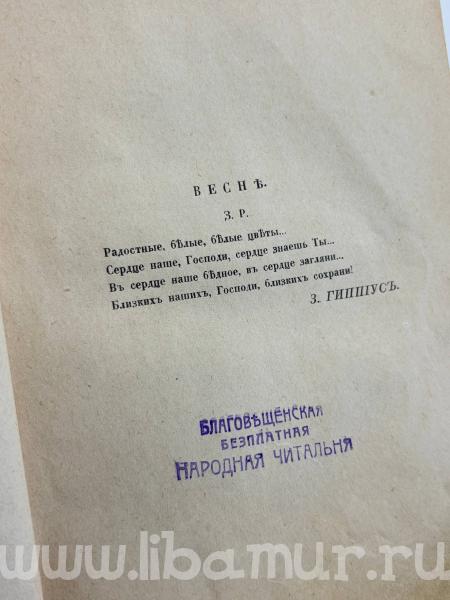 ВЕСНѢ.
З. Р.
Радостные, бѣлые, бѣлые цвѣты...
Сердце наше, Господи, сердце знаешь Ты...
Въ сердце наше бѣдное, въ сердце загляни...
Близкихъ нашихъ, Господи, близкихъ сохрани!
З. ГИППІУСЪ.
БЛАГОВѢЩЕНСКАЯ
БЕЗПЛАТНАЯ
НАРОДНАЯ ЧИТАЛЬНЯ
www.libamur.ru